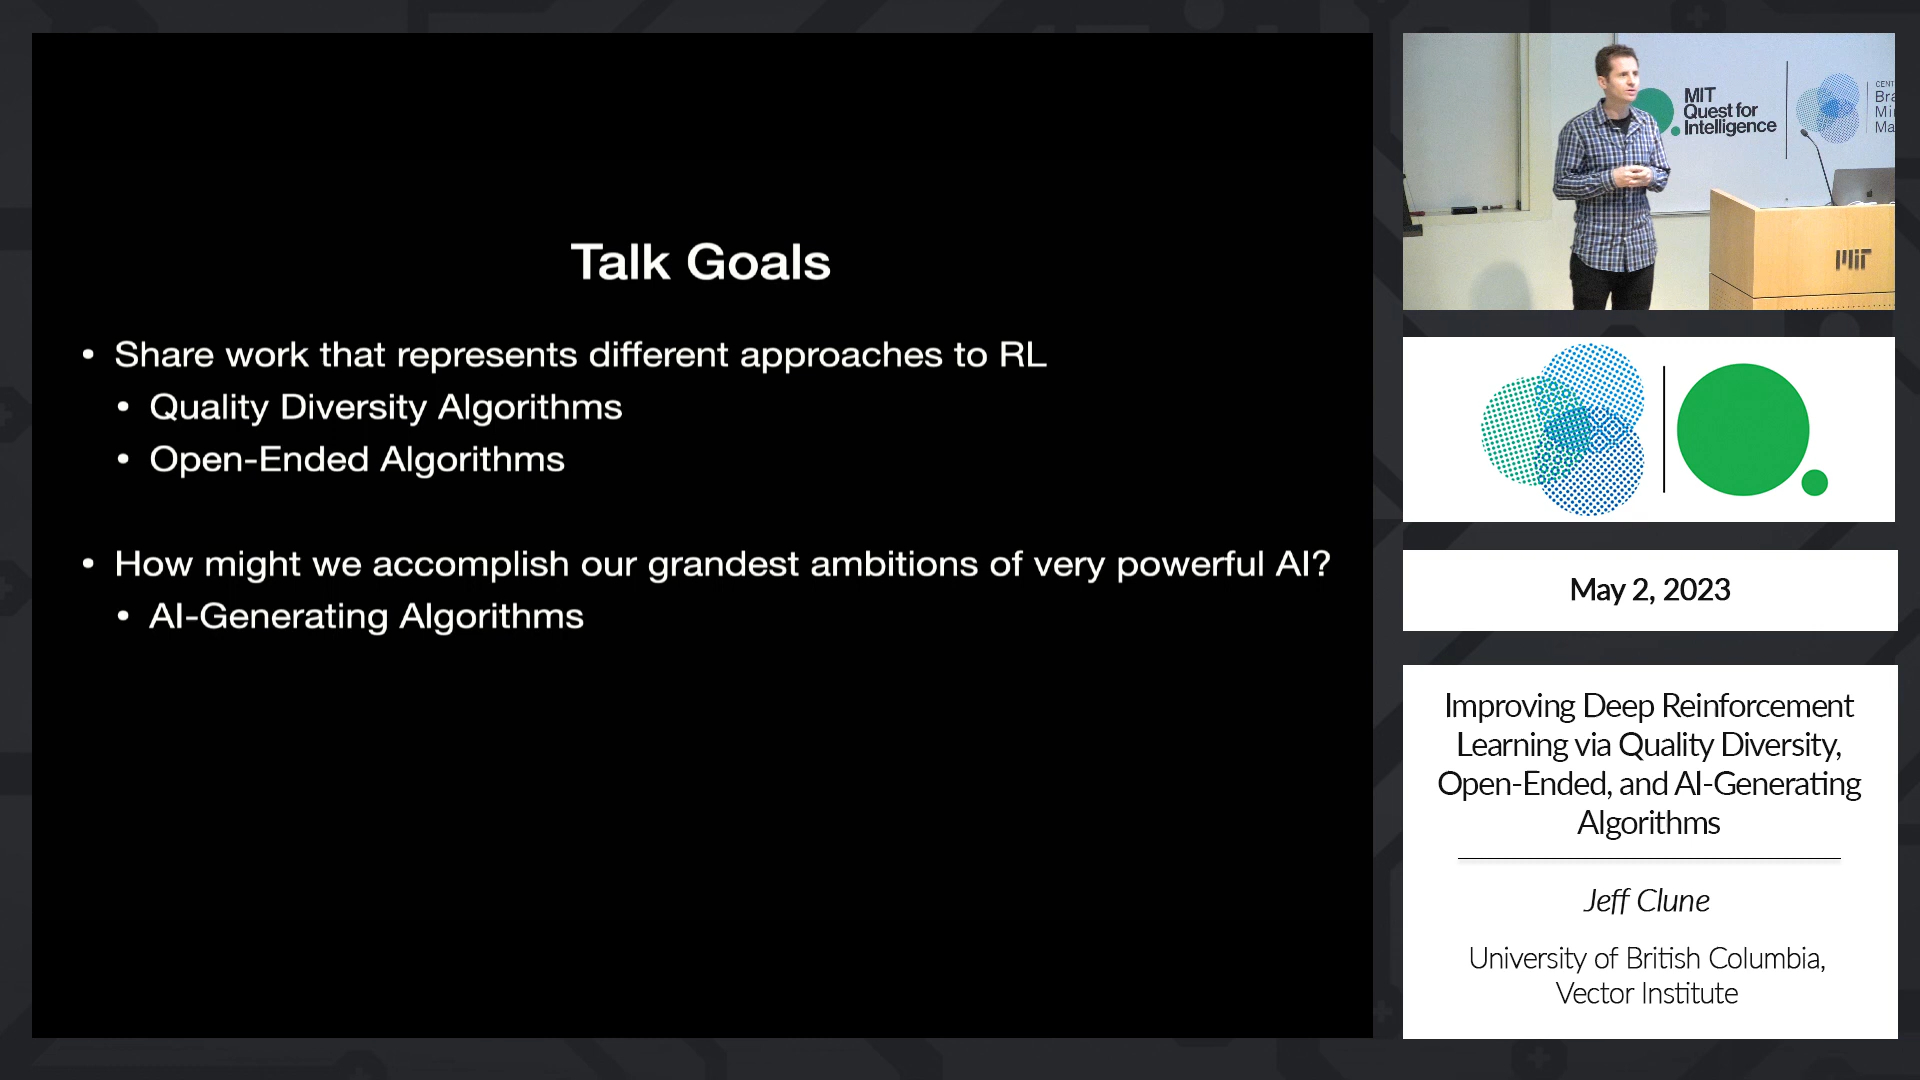 Talk Goals
• Share work that represents different approaches to RL
• Quality Diversity Algorithms
• Open-Ended Algorithms
• How might we accomplish our grandest ambitions of very powerful AI?
• AI-Generating Algorithms
MIT
Quest for
Intelligence
MIT
May 2, 2023
Improving Deep Reinforcement
Learning via Quality Diversity,
Open-Ended, and AI-Generating
Algorithms
Jeff Clune
University of British Columbia,
Vector Institute